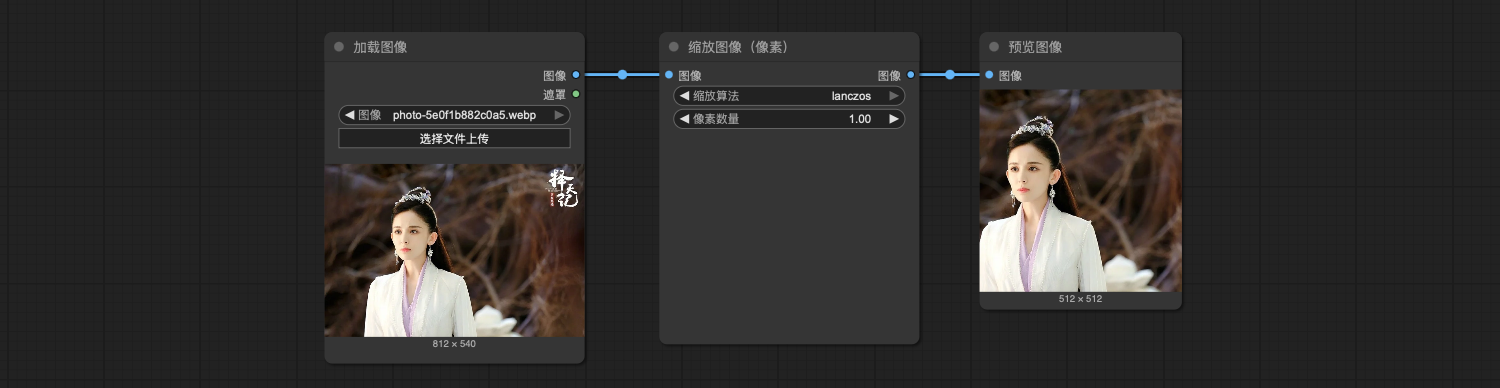 加载图像
图像
遮罩
图像 photo-5e0f1b882c0a5.webp
选择文件上传
择天记
812 × 540
缩放图像（像素）
图像 图像
缩放算法 lanczos
像素数量 1.00
预览图像
图像
512 × 512